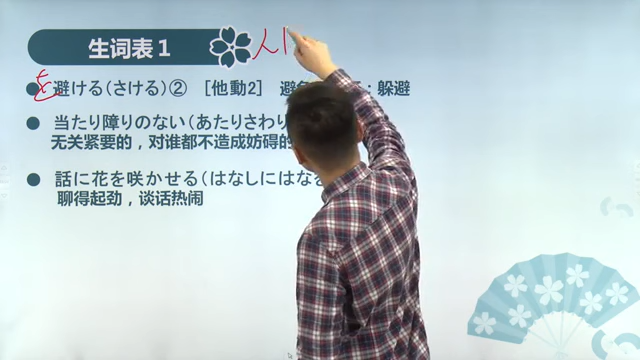 生词表1
人
を避ける(さける)② [他動2] 避 : 躲避
● 当たり障りのない(あたりさわり
无关紧要的,对谁都不造成妨碍的
● 話に花を咲かせる(はなしにはな
聊得起劲,谈话热闹